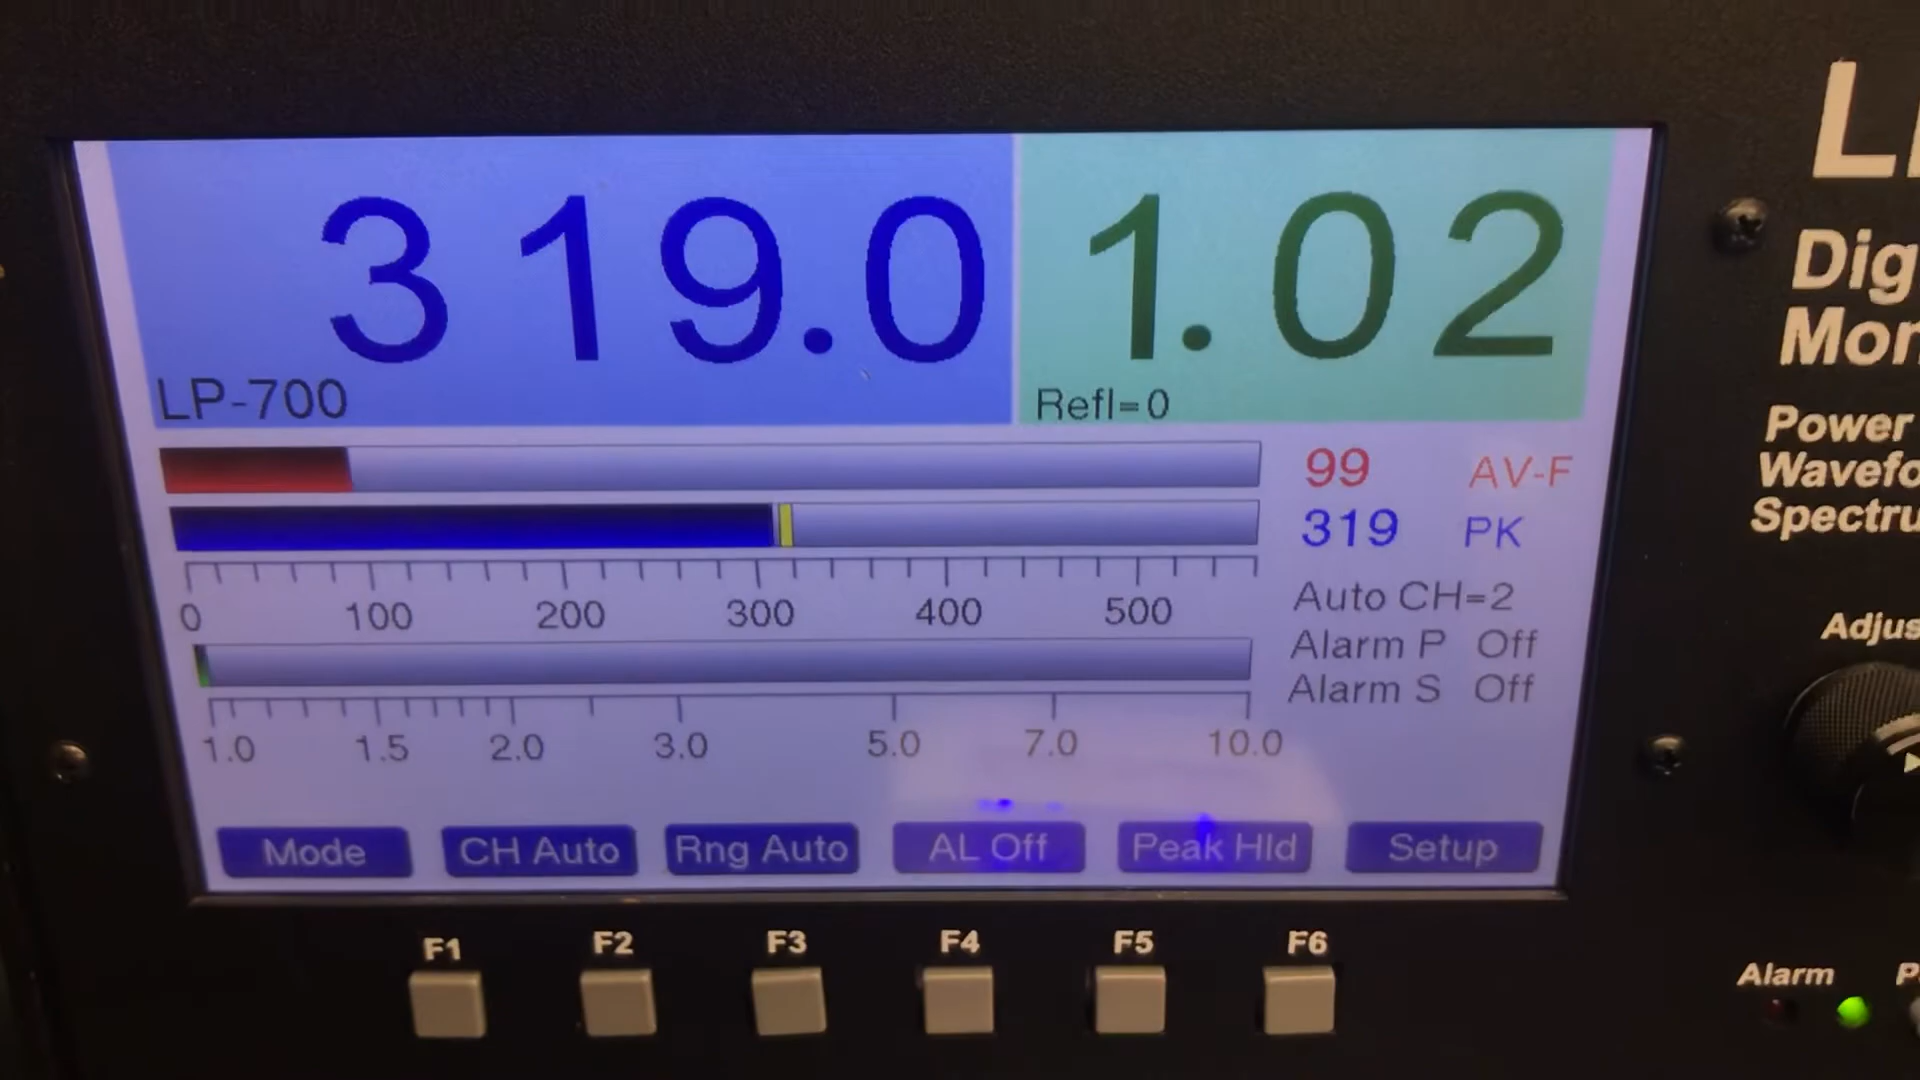 319.0 1.02
LP-700 Refl=0
99 AV-F
319 PK
0 100 200 300 400 500
Auto CH=2
Alarm P Off
Alarm S Off
1.0 1.5 2.0 3.0 5.0 7.0 10.0
Mode CH Auto Rng Auto AL Off Peak Hld Setup
F1 F2 F3 F4 F5 F6
Dig
Mon
Power
Wavefo
Spectru
Adjus
Alarm P